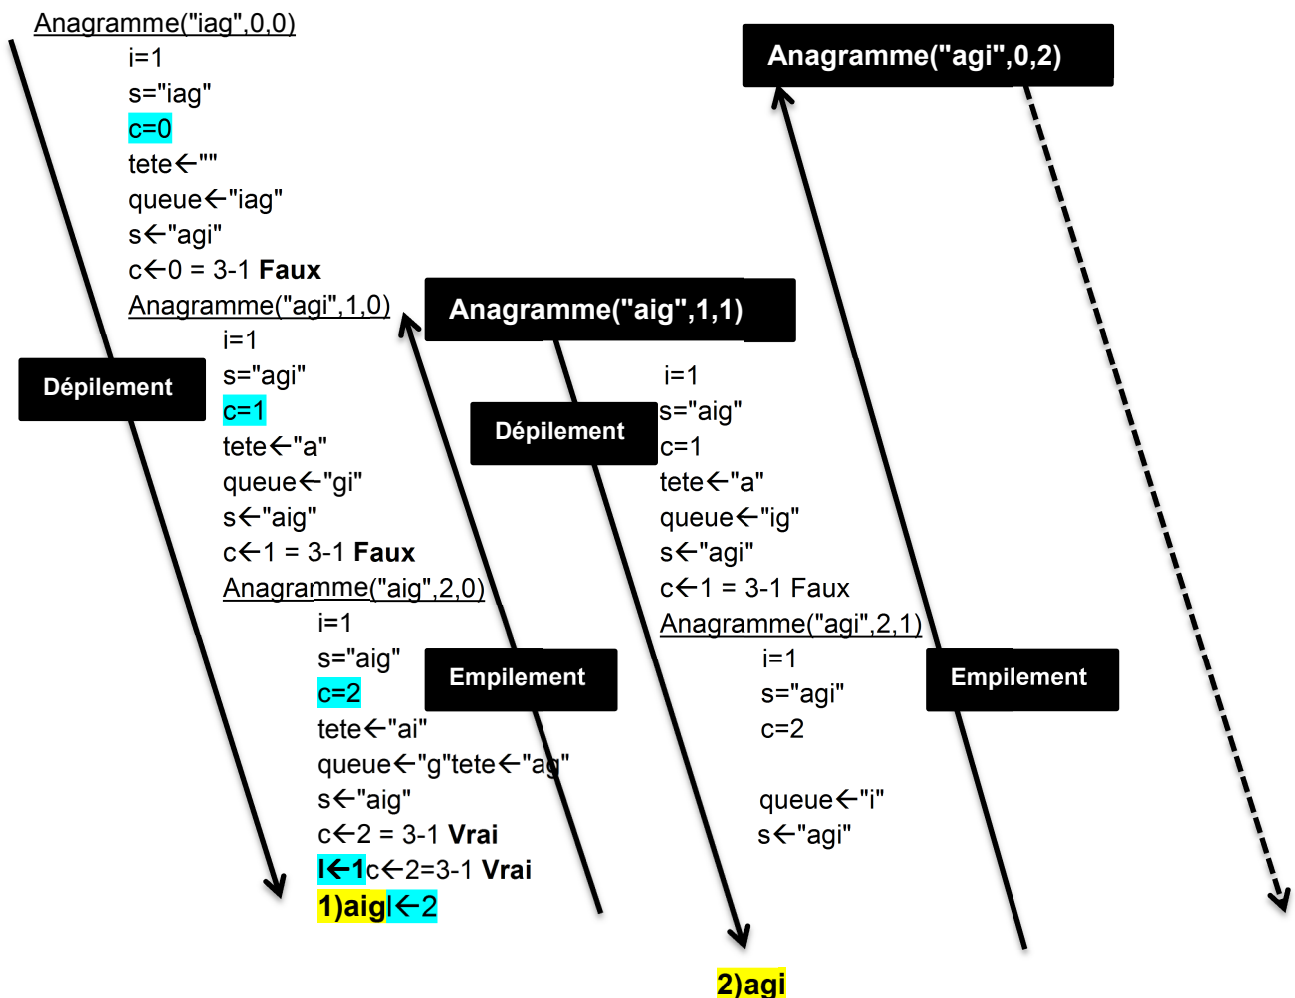 Anagramme("iag",0,0)
i=1
s="iag"
c=0
tete←""
queue←"iag"
s←"agi"
c←0 = 3-1 Faux
Anagramme("agi",1,0)
i=1
s="agi"
c=1
tete←"a"
queue←"gi"
s←"aig"
c←1 = 3-1 Faux
Anagramme("aig",2,0)
i=1
s="aig"
c=2
tete←"ai"
queue←"g"tete←"ag"
s←"aig"
c←2 = 3-1 Vrai
l←1c←2=3-1 Vrai
1)aigl←2
Dépilement
Empilement
Anagramme("aig",1,1)
Dépilement
i=1
s="aig"
c=1
tete←"a"
queue←"ig"
s←"agi"
c←1 = 3-1 Faux
Anagramme("agi",2,1)
i=1
s="agi"
c=2
queue←"i"
s←"agi"
2)agi
Empilement
Anagramme("agi",0,2)